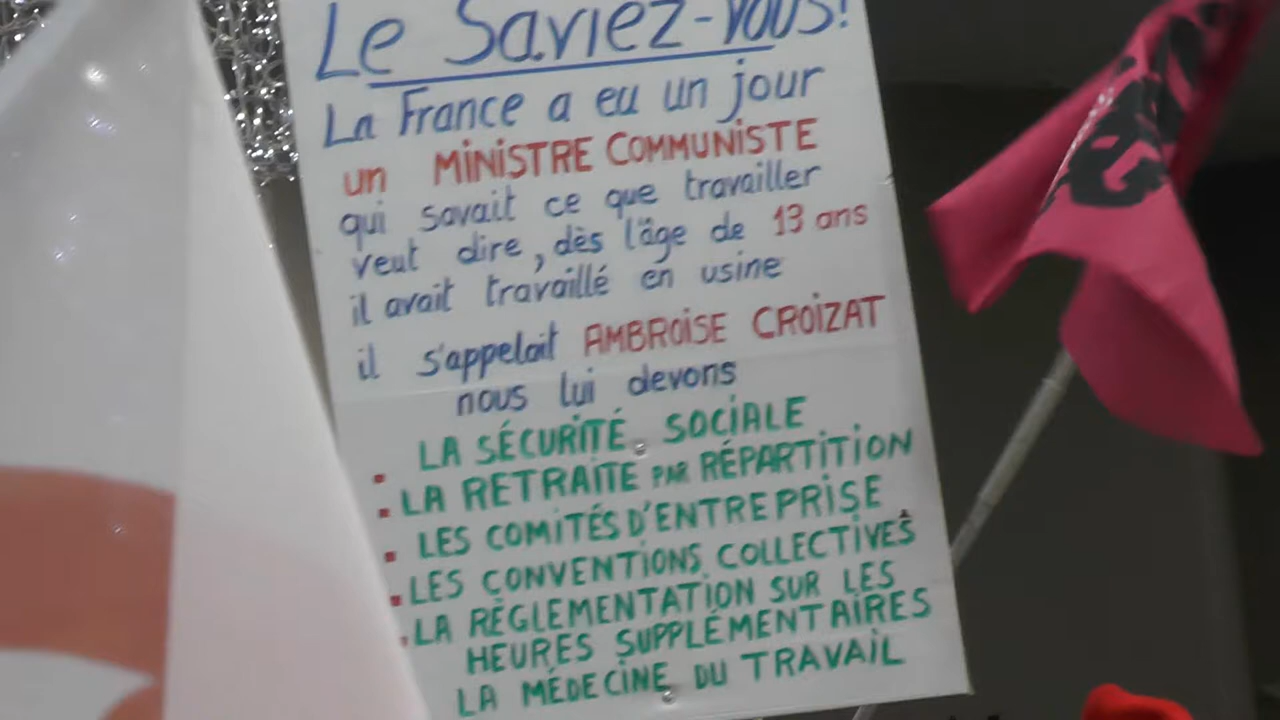 Le Saviez-vous!
La France a eu un jour
un MINISTRE COMMUNISTE
qui savait ce que travailler
veut dire, dès l'âge de 13 ans
il avait travaillé en usine
il s'appelait AMBROISE CROIZAT
nous lui devons
LA SÉCURITÉ SOCIALE
. LA RETRAITE PAR RÉPARTITION
. LES COMITÉS D'ENTREPRISE
. LES CONVENTIONS COLLECTIVES
. LA RÉGLEMENTATION SUR LES
HEURES SUPPLÉMENTAIRES
LA MÉDECINE DU TRAVAIL